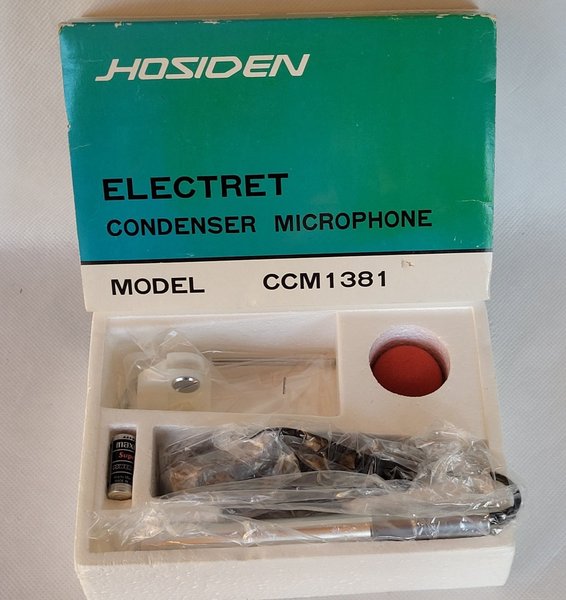 HOSIDEN
ELECTRET
CONDENSER MICROPHONE
MODEL CCM1381